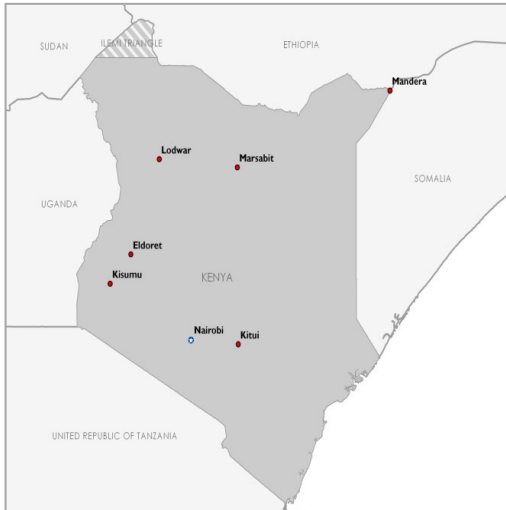 SUDAN
ILEMI TRIANGLE
ETHIOPIA
Mandera
Lodwar
Marsabit
SOMALIA
UGANDA
Eldoret
Kisumu
KENYA
Nairobi
Kitui
UNITED REPUBLIC OF TANZANIA